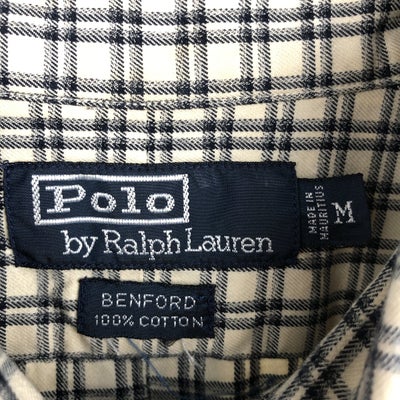 Polo
by Ralph Lauren
MADE IN
MAURITIUS
M
BENFORD
100% COTTON